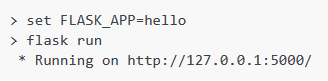 > set FLASK_APP=hello
> flask run
* Running on http://127.0.0.1:5000/